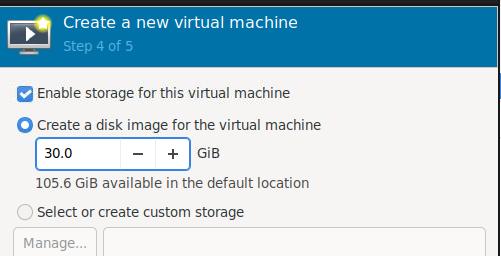 Create a new virtual machine
Step 4 of 5
Enable storage for this virtual machine
Create a disk image for the virtual machine
30.0 − + GiB
105.6 GiB available in the default location
Select or create custom storage
Manage...